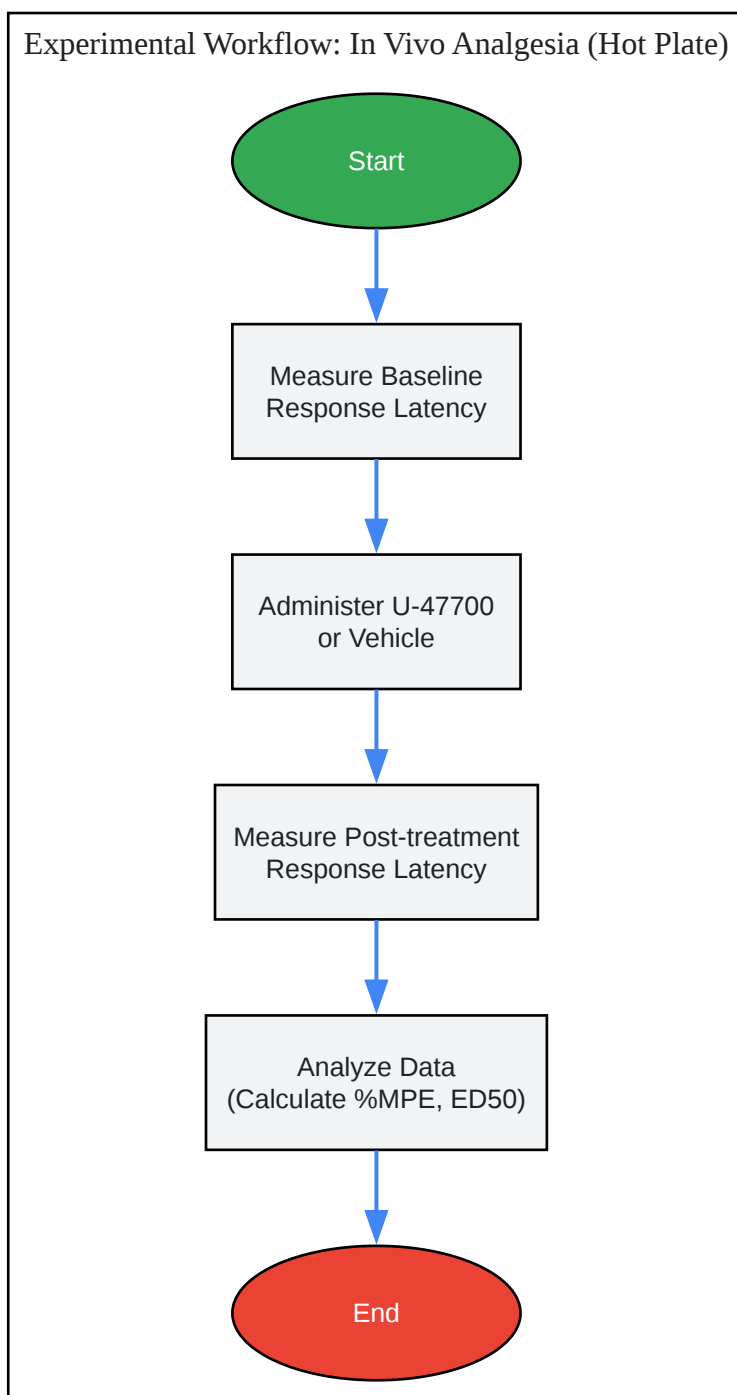 Experimental Workflow: In Vivo Analgesia (Hot Plate)
Start
Measure Baseline
Response Latency
Administer U-47700
or Vehicle
Measure Post-treatment
Response Latency
Analyze Data
(Calculate %MPE, ED50)
End